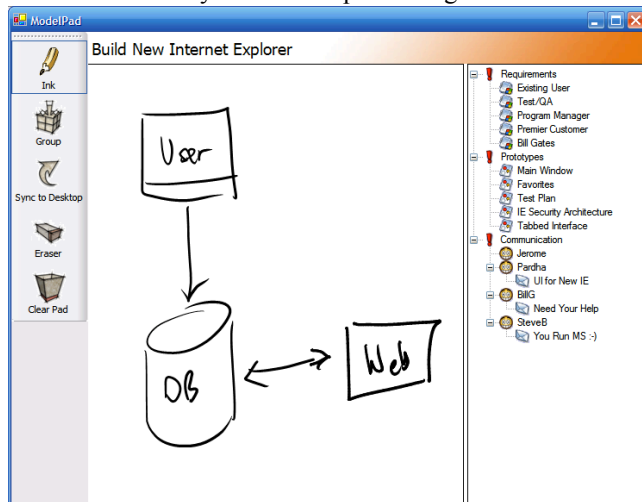 ModelPad
Build New Internet Explorer
Ink
Group
Sync to Desktop
Eraser
Clear Pad
User
DB
Web
Requirements
Existing User
Test/QA
Program Manager
Premier Customer
Bill Gates
Prototypes
Main Window
Favorites
Test Plan
IE Security Architecture
Tabbed Interface
Communication
Jerome
Pardha
UI for New IE
BillG
Need Your Help
SteveB
You Run MS :-)